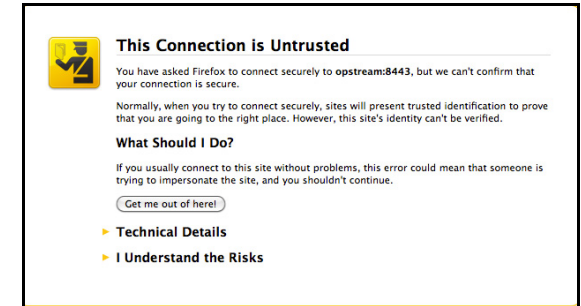 This Connection is Untrusted
You have asked Firefox to connect securely to opstream:8443, but we can't confirm that
your connection is secure.
Normally, when you try to connect securely, sites will present trusted identification to prove
that you are going to the right place. However, this site's identity can't be verified.
What Should I Do?
If you usually connect to this site without problems, this error could mean that someone is
trying to impersonate the site, and you shouldn't continue.
Get me out of here!
Technical Details
I Understand the Risks